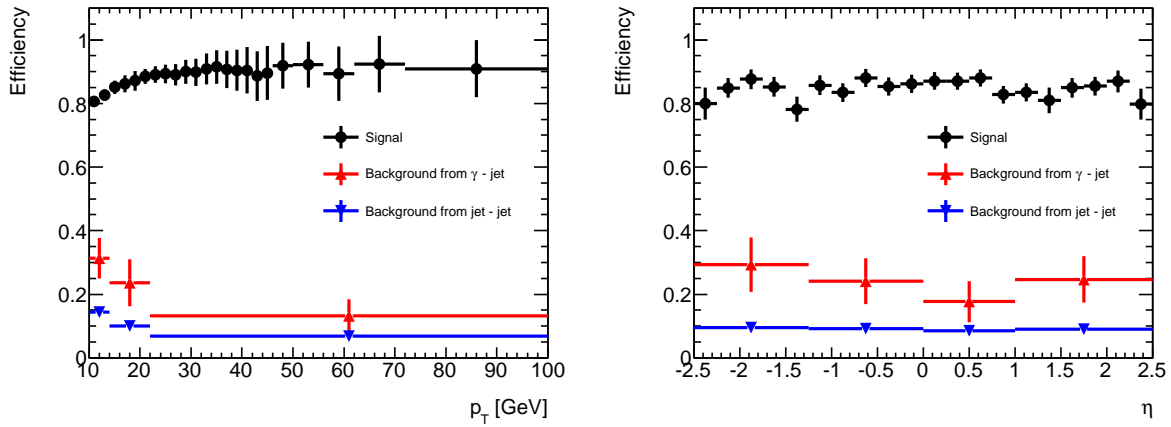 Efficiency
1
0.8
0.6
0.4
0.2
0
Signal
Background from γ - jet
Background from jet - jet
10 20 30 40 50 60 70 80 90 100
p_T [GeV]
Efficiency
1
0.8
0.6
0.4
0.2
0
Signal
Background from γ - jet
Background from jet - jet
-2.5 -2 -1.5 -1 -0.5 0 0.5 1 1.5 2 2.5
η